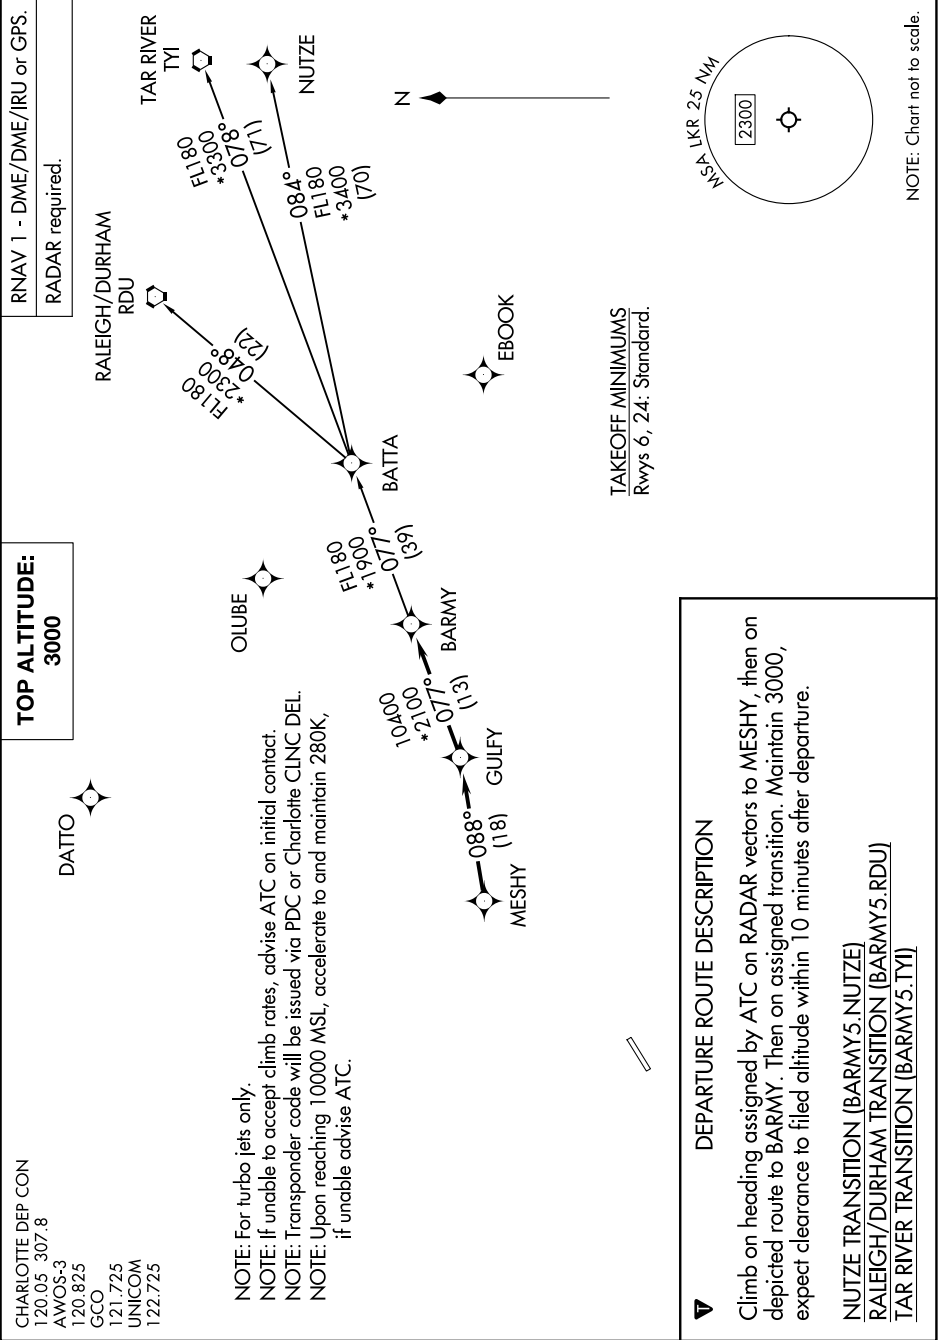 CHARLOTTE DEP CON
120.05 307.8
AWOS-3
120.825
GCO
121.725
UNICOM
122.725
TOP ALTITUDE:
3000
RNAV 1 - DME/DME/IRU or GPS.
RADAR required.
DATTO
OLUBE
RALEIGH/DURHAM
RDU
TAR RIVER
TYI
NUTZE
FL180
*2300
048°
(22)
FL180
*3300
078°
(71)
084°
FL180
*3400
(70)
N
NOTE: For turbo jets only.
NOTE: If unable to accept climb rates, advise ATC on initial contact.
NOTE: Transponder code will be issued via PDC or Charlotte CLNC DEL.
NOTE: Upon reaching 10000 MSL, accelerate to and maintain 280K,
if unable advise ATC.
MESHY
088°
(18)
GULFY
10400
*2100
077°
(13)
BARMY
FL180
*1900
077°
(39)
BATTA
EBOOK
TAKEOFF MINIMUMS
Rwys 6, 24: Standard.
MSA LKR 25 NM
2300
NOTE: Chart not to scale.
T
DEPARTURE ROUTE DESCRIPTION
Climb on heading assigned by ATC on RADAR vectors to MESHY, then on
depicted route to BARMY. Then on assigned transition. Maintain 3000,
expect clearance to filed altitude within 10 minutes after departure.
NUTZE TRANSITION (BARMY5.NUTZE)
RALEIGH/DURHAM TRANSITION (BARMY5.RDU)
TAR RIVER TRANSITION (BARMY5.TYI)